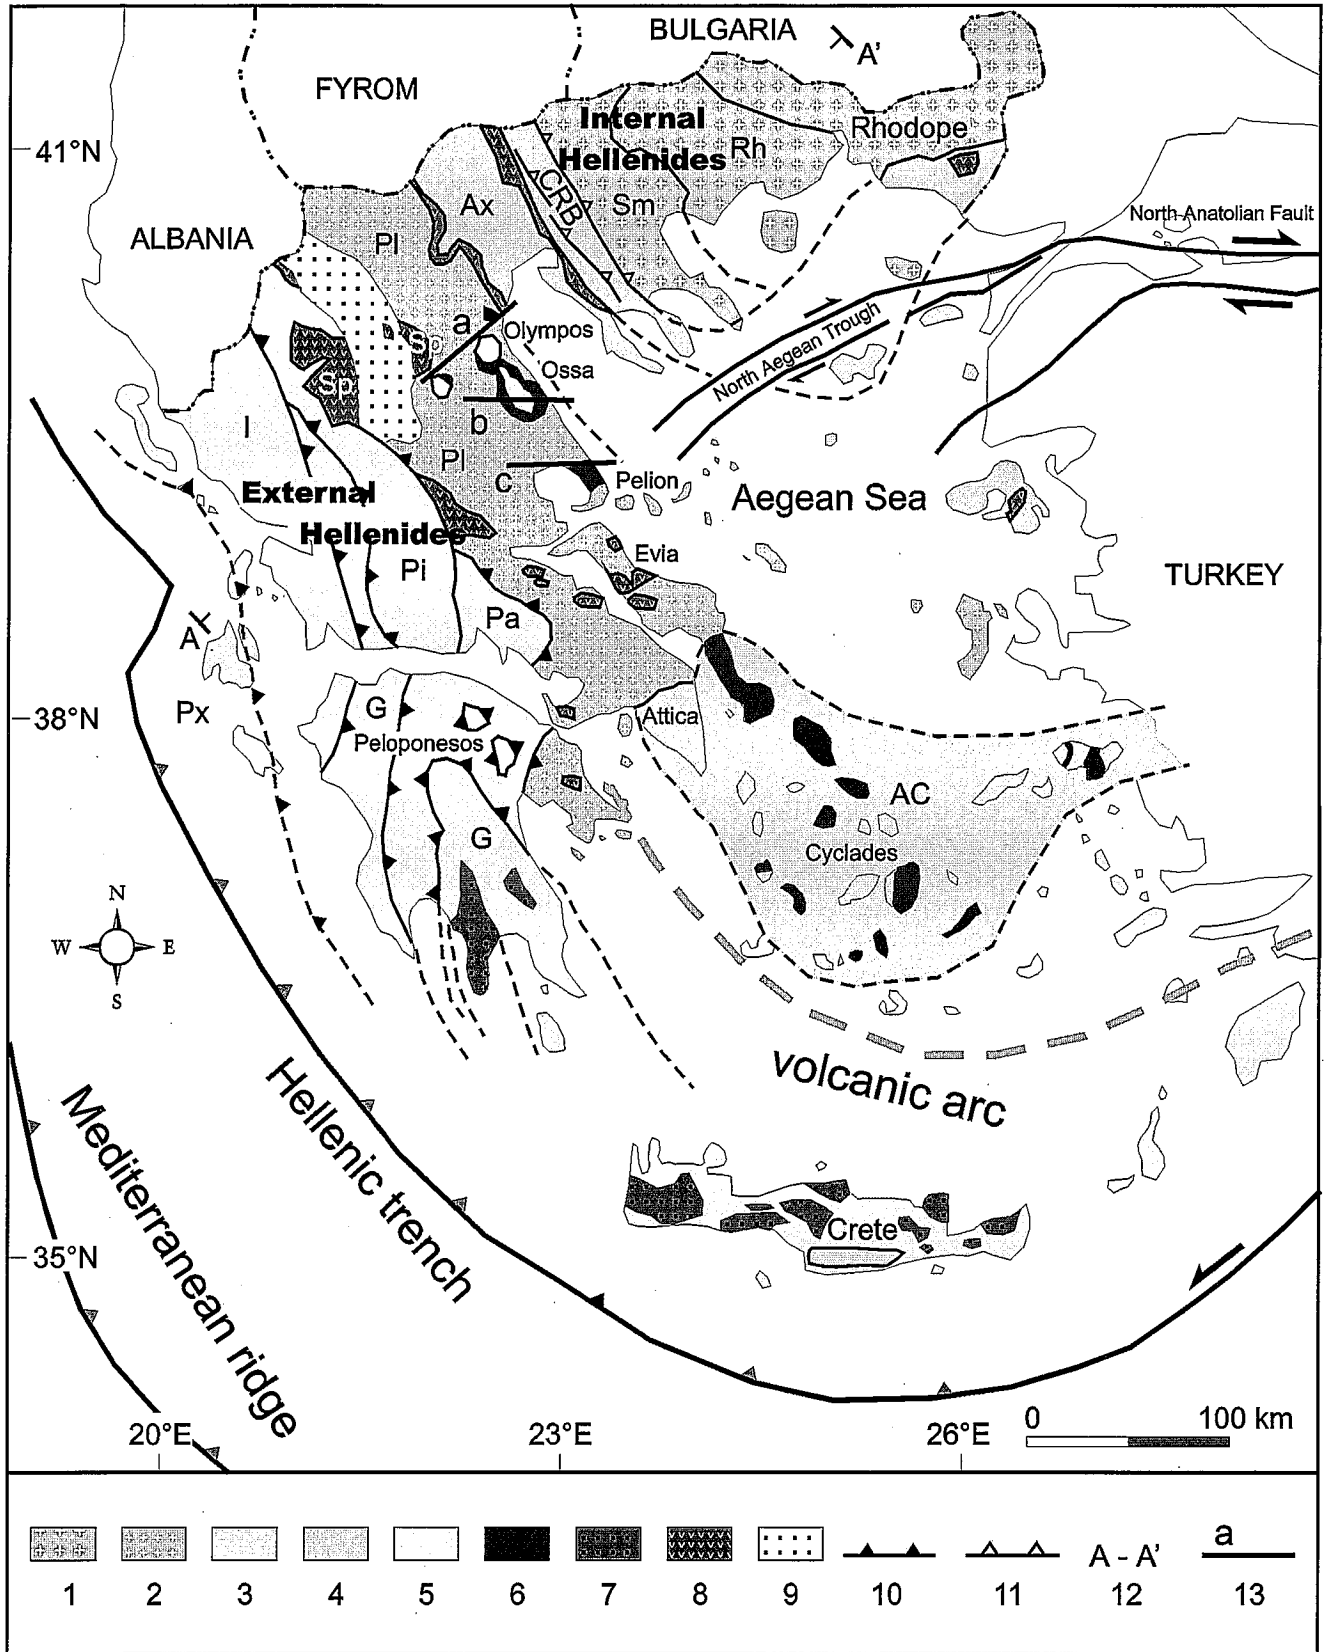 BULGARIA
A'
FYROM
Internal
Hellenides
Rhodope
Rh
41°N
CRB
Sm
Ax
North Anatolian Fault
ALBANIA
Pl
a
Olympos
Sp
North Aegean Trough
Ossa
Sp
I
b
Pl
c
Pelion
External
Hellenides
Aegean Sea
Evia
Pi
TURKEY
Pa
A
Px
38°N
G
Attica
Peloponesos
AC
G
Cyclades
N
W
E
S
volcanic arc
Hellenic trench
Mediterranean ridge
Crete
35°N
0 100 km
20°E 23°E 26°E
a
A - A'
1 2 3 4 5 6 7 8 9 10 11 12 13